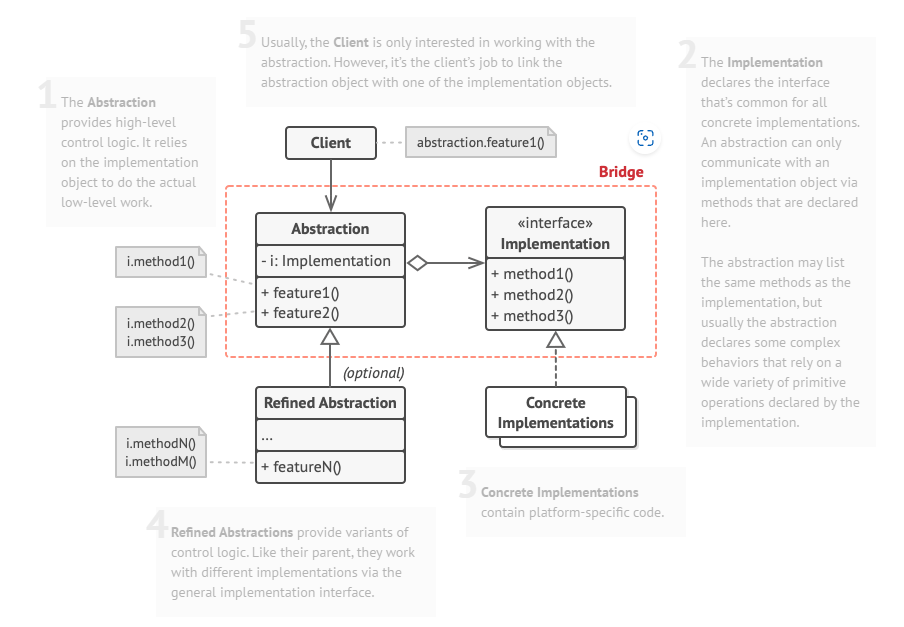 5
Usually, the Client is only interested in working with the
abstraction. However, it's the client's job to link the
abstraction object with one of the implementation objects.
1
The Abstraction
provides high-level
control logic. It relies
on the implementation
object to do the actual
low-level work.
2
The Implementation
declares the interface
that's common for all
concrete implementations.
An abstraction can only
communicate with an
implementation object via
methods that are declared
here.
The abstraction may list
the same methods as the
implementation, but
usually the abstraction
declares some complex
behaviors that rely on a
wide variety of primitive
operations declared by the
implementation.
Client
abstraction.feature1()
Bridge
Abstraction
- i: Implementation
+ feature1()
+ feature2()
«interface»
Implementation
+ method1()
+ method2()
+ method3()
i.method1()
i.method2()
i.method3()
(optional)
Refined Abstraction
...
+ featureN()
Concrete
Implementations
i.methodN()
i.methodM()
3
Concrete Implementations
contain platform-specific code.
4
Refined Abstractions provide variants of
control logic. Like their parent, they work
with different implementations via the
general implementation interface.